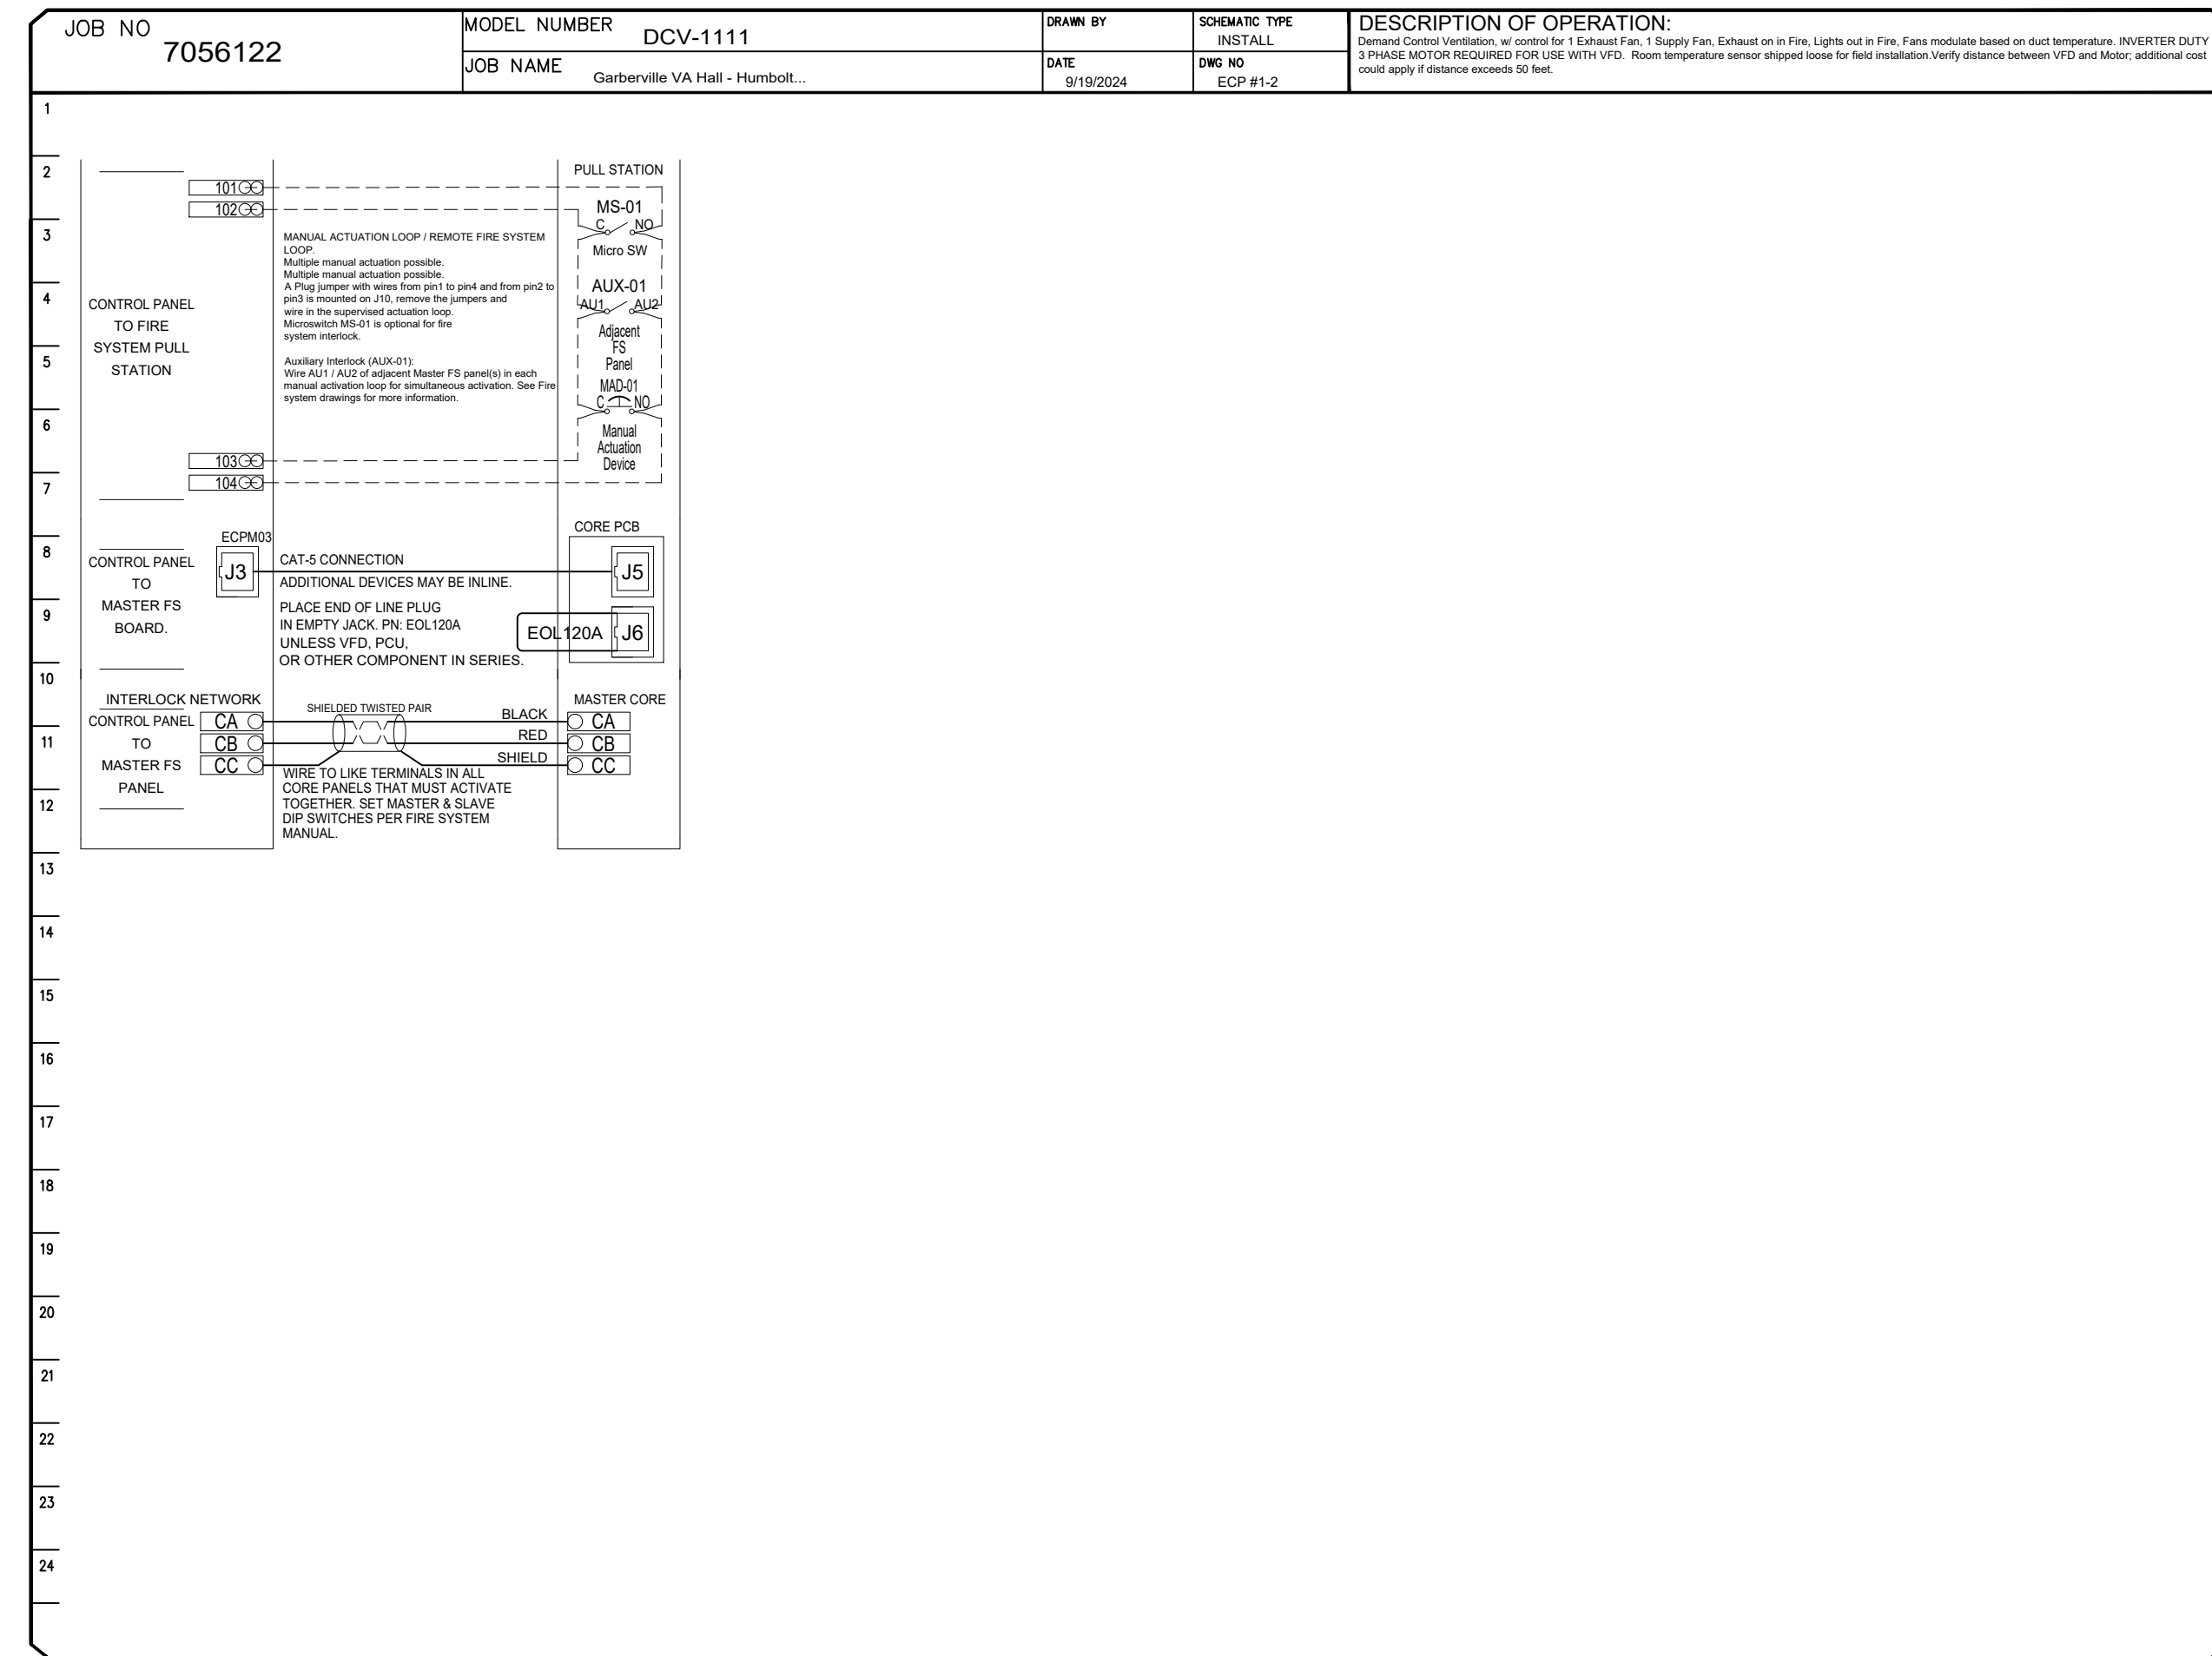 JOB NO
7056122
MODEL NUMBER
DCV-1111
JOB NAME
Garberville VA Hall - Humbolt...
DRAWN BY
DATE
9/19/2024
SCHEMATIC TYPE
INSTALL
DWG NO
ECP #1-2
DESCRIPTION OF OPERATION:
Demand Control Ventilation, w/ control for 1 Exhaust Fan, 1 Supply Fan, Exhaust on in Fire, Lights out in Fire, Fans modulate based on duct temperature. INVERTER DUTY
3 PHASE MOTOR REQUIRED FOR USE WITH VFD. Room temperature sensor shipped loose for field installation.Verify distance between VFD and Motor; additional cost
could apply if distance exceeds 50 feet.
1
2
3
4
5
6
7
8
9
10
11
12
13
14
15
16
17
18
19
20
21
22
23
24
CONTROL PANEL
TO FIRE
SYSTEM PULL
STATION
101
102
103
104
MANUAL ACTUATION LOOP / REMOTE FIRE SYSTEM
LOOP.
Multiple manual actuation possible.
Multiple manual actuation possible.
A Plug jumper with wires from pin1 to pin4 and from pin2 to
pin3 is mounted on J10, remove the jumpers and
wire in the supervised actuation loop.
Microswitch MS-01 is optional for fire
system interlock.
Auxiliary Interlock (AUX-01):
Wire AU1 / AU2 of adjacent Master FS panel(s) in each
manual activation loop for simultaneous activation. See Fire
system drawings for more information.
PULL STATION
MS-01
C NO
Micro SW
AUX-01
AU1 AU2
Adjacent
FS
Panel
MAD-01
C NO
Manual
Actuation
Device
CONTROL PANEL
TO
MASTER FS
BOARD.
ECPM03
J3
CAT-5 CONNECTION
ADDITIONAL DEVICES MAY BE INLINE.
PLACE END OF LINE PLUG
IN EMPTY JACK. PN: EOL120A
UNLESS VFD, PCU,
OR OTHER COMPONENT IN SERIES.
CORE PCB
J5
EOL120A
J6
INTERLOCK NETWORK
CONTROL PANEL
TO
MASTER FS
PANEL
CA
CB
CC
SHIELDED TWISTED PAIR
BLACK
RED
SHIELD
WIRE TO LIKE TERMINALS IN ALL
CORE PANELS THAT MUST ACTIVATE
TOGETHER. SET MASTER & SLAVE
DIP SWITCHES PER FIRE SYSTEM
MANUAL.
MASTER CORE
CA
CB
CC